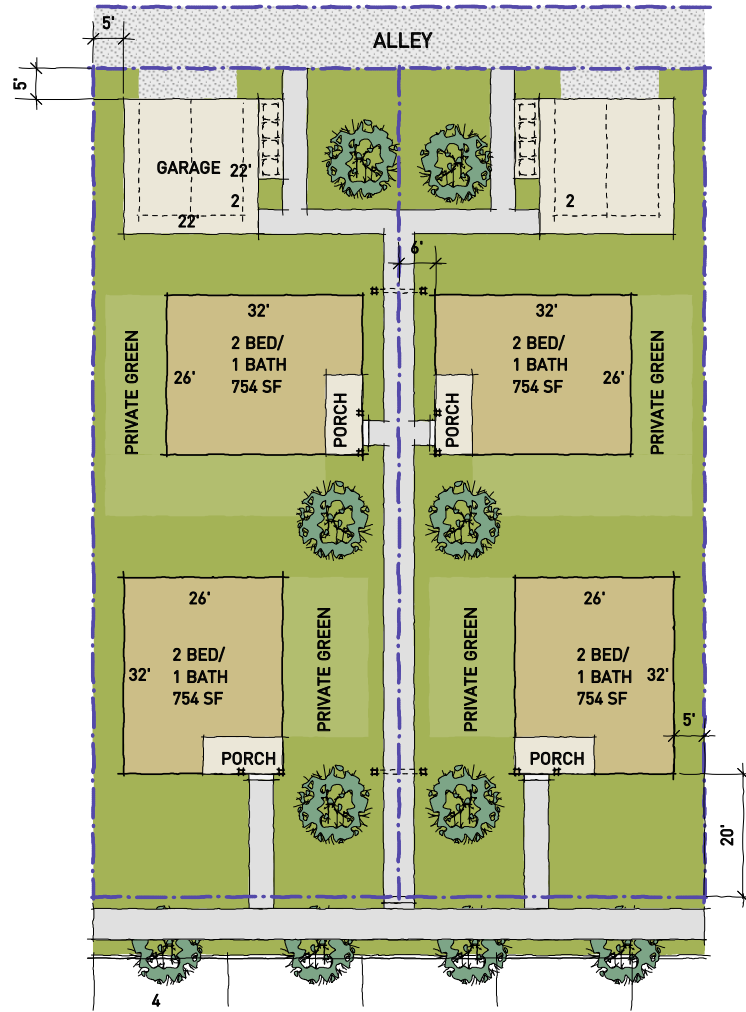 5'
ALLEY
5'
GARAGE
22'
2
22'
2
6'
32'
2 BED/
1 BATH
754 SF
26'
PORCH
PRIVATE GREEN
32'
2 BED/
1 BATH
754 SF
26'
PORCH
PRIVATE GREEN
26'
2 BED/
1 BATH
754 SF
32'
PORCH
PRIVATE GREEN
PRIVATE GREEN
26'
2 BED/
1 BATH
754 SF
32'
PORCH
5'
20'
4